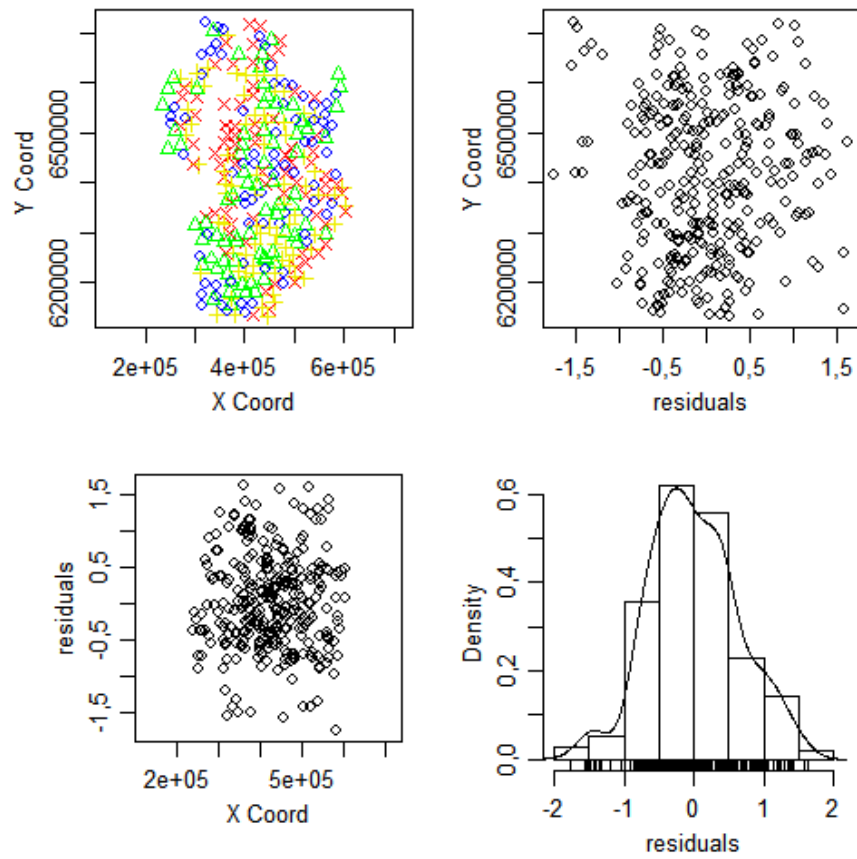 Y Coord
6500000
6200000
2e+05 4e+05 6e+05
X Coord
Y Coord
6500000
6200000
-1,5 -0,5 0,5 1,5
residuals
residuals
1,5
0,5
-0,5
-1,5
2e+05 5e+05
X Coord
Density
0,6
0,4
0,2
0,0
-2 -1 0 1 2
residuals